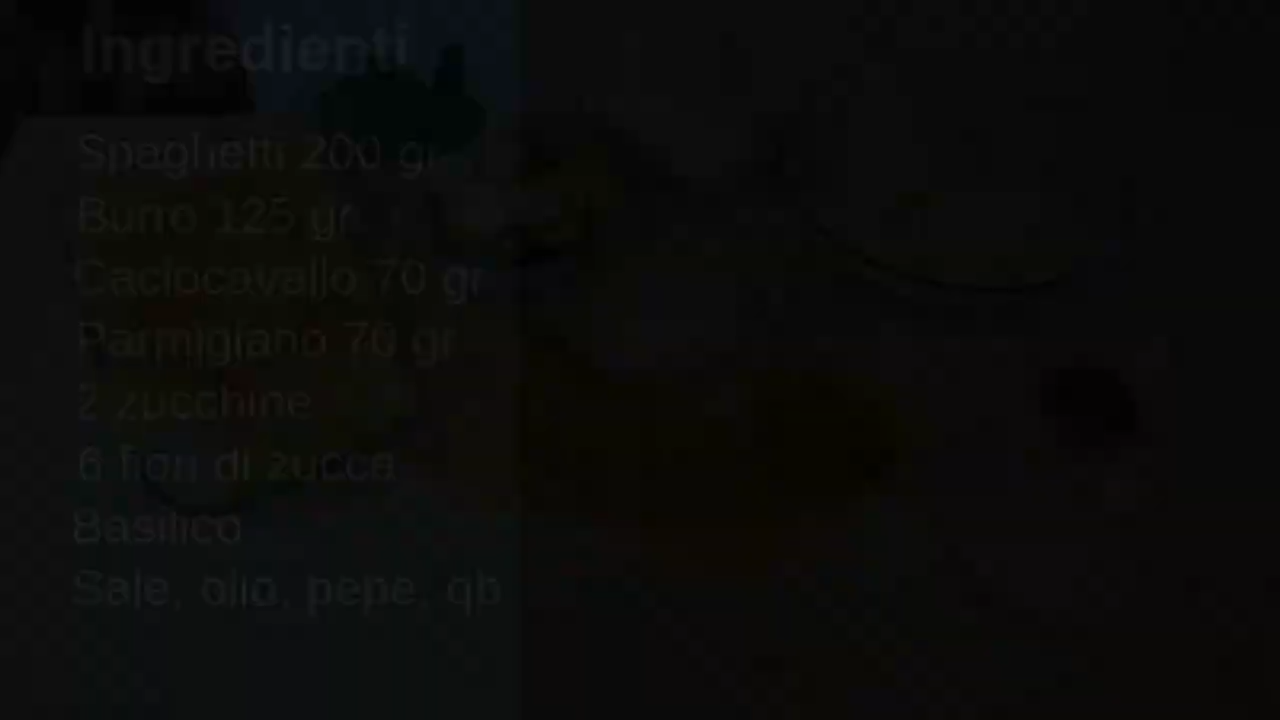 Ingredienti
Spaghetti 200 gr
Burro 125 gr
Caciocavallo 70 gr
Parmigiano 70 gr
2 zucchine
6 fiori di zucca
Basilico
Sale, olio, pepe, qb